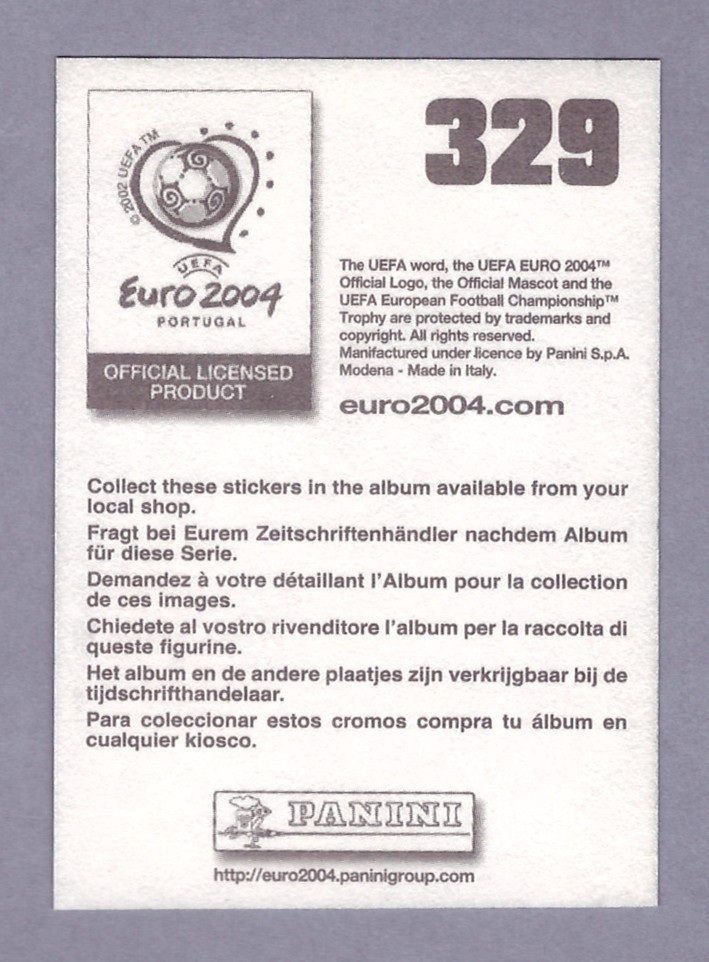 © 2002 UEFA TM
UEFA
Euro 2004
PORTUGAL
OFFICIAL LICENSED
PRODUCT
329
The UEFA word, the UEFA EURO 2004™
Official Logo, the Official Mascot and the
UEFA European Football Championship™
Trophy are protected by trademarks and
copyright. All rights reserved.
Manifactured under licence by Panini S.p.A.
Modena - Made in Italy.
euro2004.com
Collect these stickers in the album available from your
local shop.
Fragt bei Eurem Zeitschriftenhändler nachdem Album
für diese Serie.
Demandez à votre détaillant l'Album pour la collection
de ces images.
Chiedete al vostro rivenditore l'album per la raccolta di
queste figurine.
Het album en de andere plaatjes zijn verkrijgbaar bij de
tijdschrifthandelaar.
Para coleccionar estos cromos compra tu álbum en
cualquier kiosco.
PANINI
http://euro2004.paninigroup.com